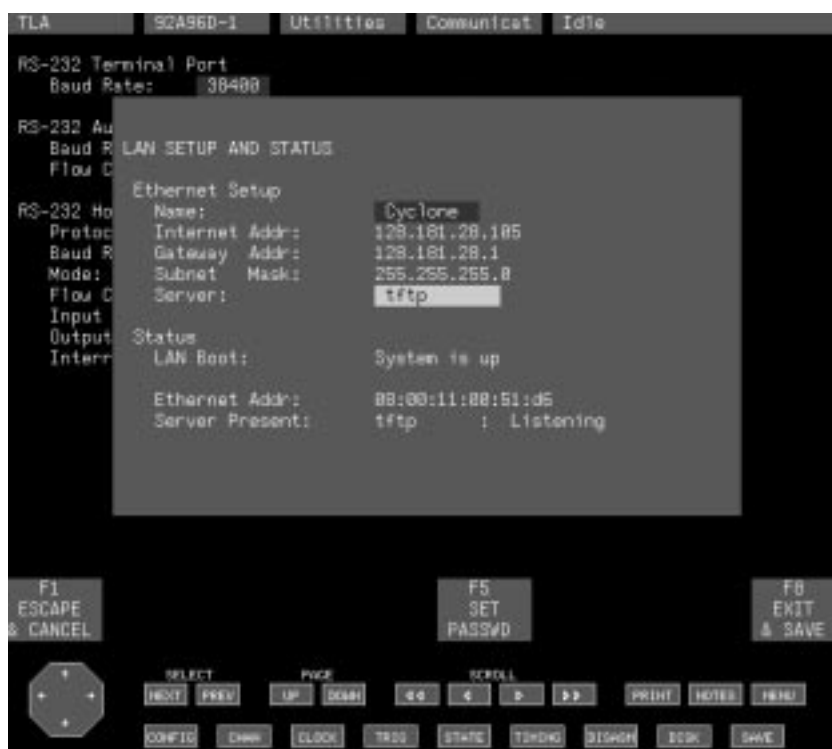 TLA 92A96D-1 Utilities Communicat Idle
RS-232 Terminal Port
Baud Rate: 38400
RS-232 Au
Baud R
Flow C
RS-232 Ho
Protoc
Baud R
Mode:
Flow C
Input
Output
Interr
LAN SETUP AND STATUS
Ethernet Setup
Name: Cyclone
Internet Addr: 128.181.28.105
Gateway Addr: 128.181.28.1
Subnet Mask: 255.255.255.0
Server: tftp
Status
LAN Boot: System is up
Ethernet Addr: 08:00:11:00:51:d6
Server Present: tftp : Listening
F1
ESCAPE
& CANCEL
F5
SET
PASSWD
F8
EXIT
& SAVE
SELECT PAGE SCROLL
NEXT PREV UP DOWN PRINT NOTES MENU
CONFIG CHAN CLOCK TRIG STATE TIMING DISASM DISK SAVE